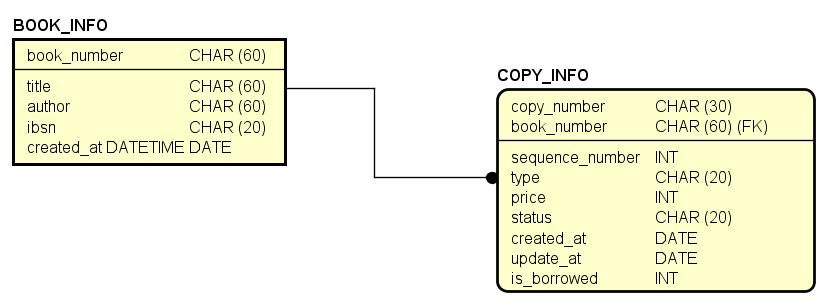 BOOK_INFO
book_number CHAR (60)
title CHAR (60)
author CHAR (60)
ibsn CHAR (20)
created_at DATETIME DATE
COPY_INFO
copy_number CHAR (30)
book_number CHAR (60) (FK)
sequence_number INT
type CHAR (20)
price INT
status CHAR (20)
created_at DATE
update_at DATE
is_borrowed INT